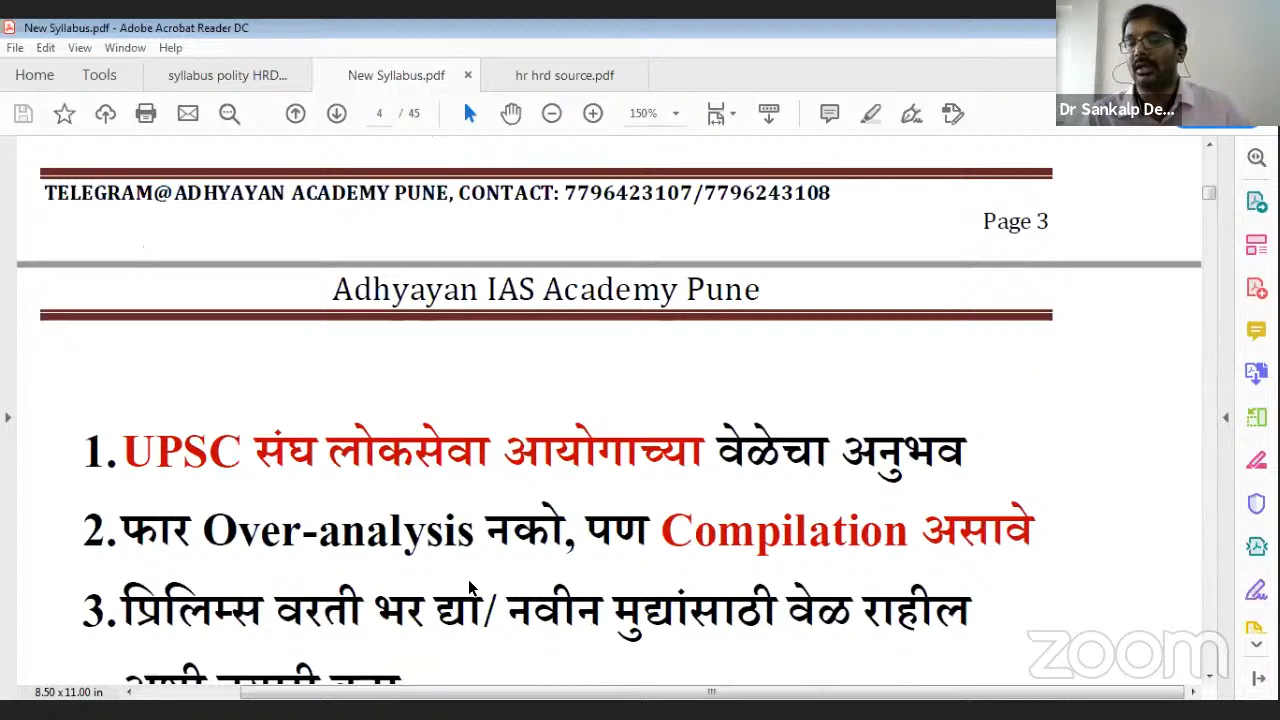 New Syllabus.pdf - Adobe Acrobat Reader DC
File Edit View Window Help
Home Tools syllabus polity HRD... New Syllabus.pdf × hr hrd source.pdf
4 / 45 150%
Dr Sankalp De...
TELEGRAM@ADHYAYAN ACADEMY PUNE, CONTACT: 7796423107/7796243108
Page 3
Adhyayan IAS Academy Pune
1. UPSC संघ लोकसेवा आयोगाच्या वेळेचा अनुभव
2. फार Over-analysis नको, पण Compilation असावे
3. प्रिलिम्स वरती भर द्या/ नवीन मुद्यांसाठी वेळ राहील
zoom
8.50 x 11.00 in